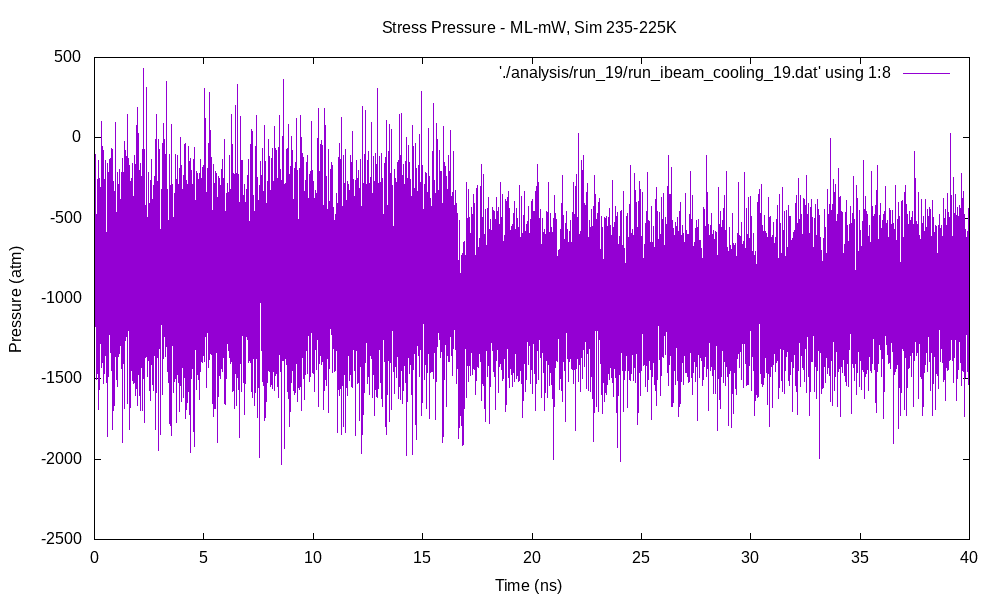 Stress Pressure - ML-mW, Sim 235-225K
'./analysis/run_19/run_ibeam_cooling_19.dat' using 1:8
500
0
-500
-1000
-1500
-2000
-2500
Pressure (atm)
0 5 10 15 20 25 30 35 40
Time (ns)